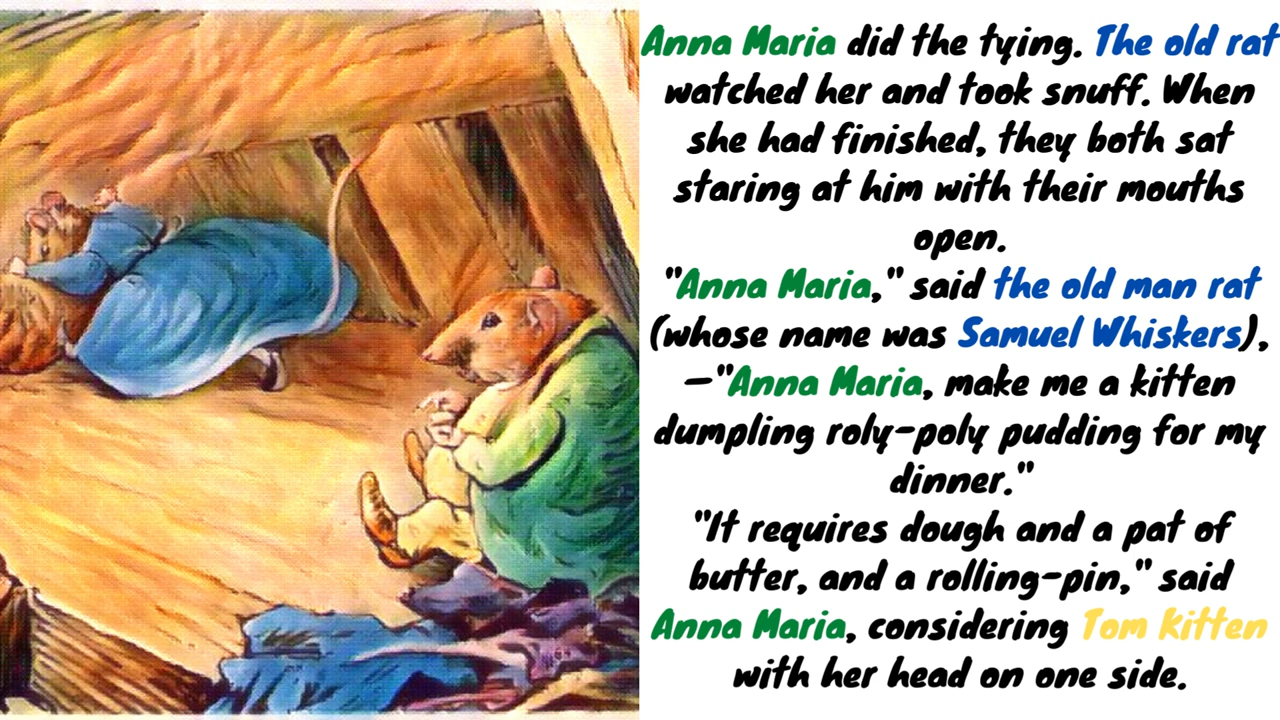 Anna Maria did the tying. The old rat
watched her and took snuff. When
she had finished, they both sat
staring at him with their mouths
open.
"Anna Maria," said the old man rat
(whose name was Samuel Whiskers),
—"Anna Maria, make me a kitten
dumpling roly-poly pudding for my
dinner."
"It requires dough and a pat of
butter, and a rolling-pin," said
Anna Maria, considering Tom Kitten
with her head on one side.